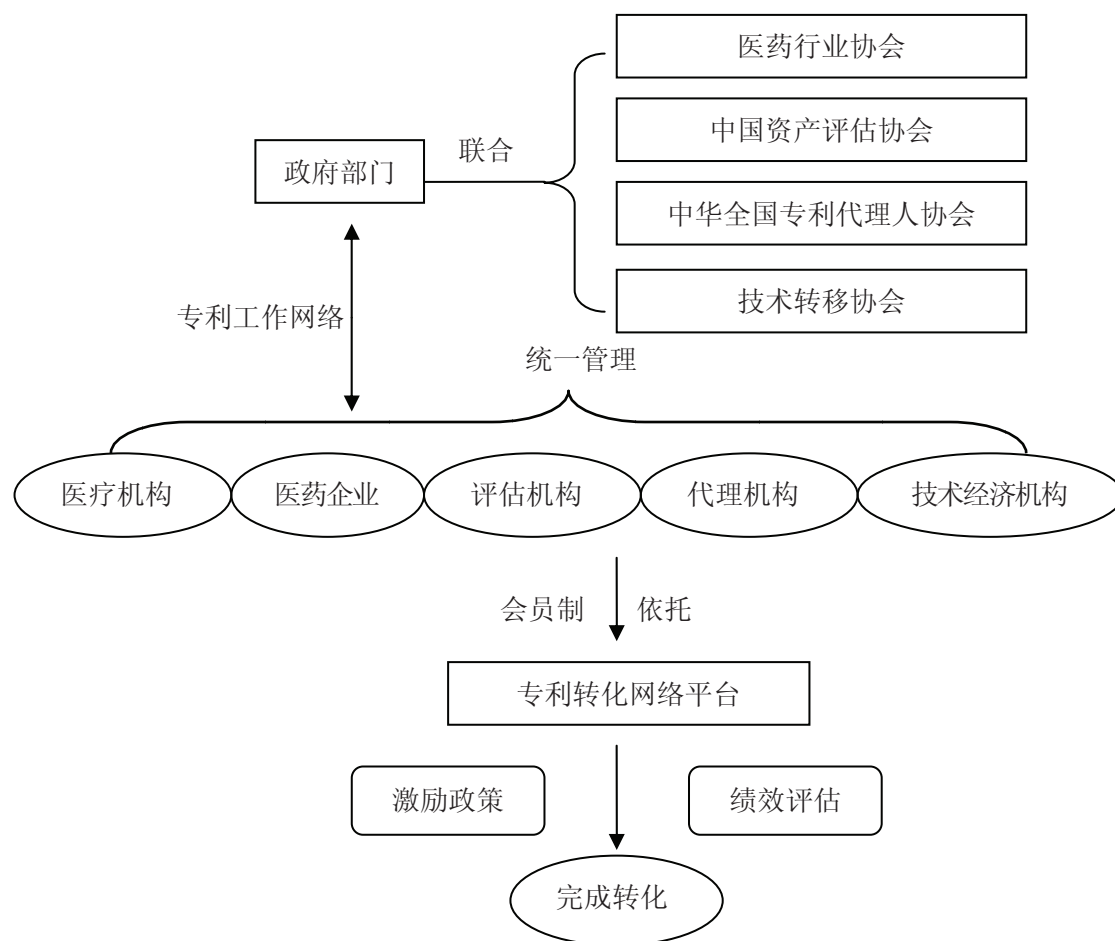 医药行业协会
中国资产评估协会
联合
政府部门
中华全国专利代理人协会
技术转移协会
专利工作网络
统一管理
医疗机构
医药企业
评估机构
代理机构
技术经济机构
会员制
依托
专利转化网络平台
激励政策
绩效评估
完成转化